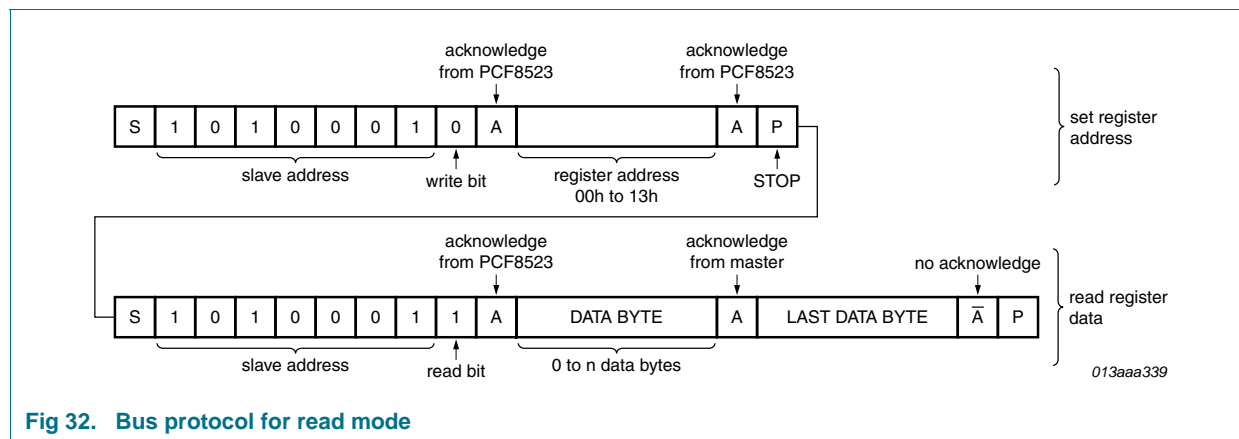 acknowledge from PCF8523
acknowledge from PCF8523
S 1 0 1 0 0 0 1 0 A A P
set register address
slave address
write bit
register address 00h to 13h
STOP
acknowledge from PCF8523
acknowledge from master
no acknowledge
S 1 0 1 0 0 0 1 1 A DATA BYTE A LAST DATA BYTE A̅ P
read register data
slave address
read bit
0 to n data bytes
013aaa339
Fig 32. Bus protocol for read mode